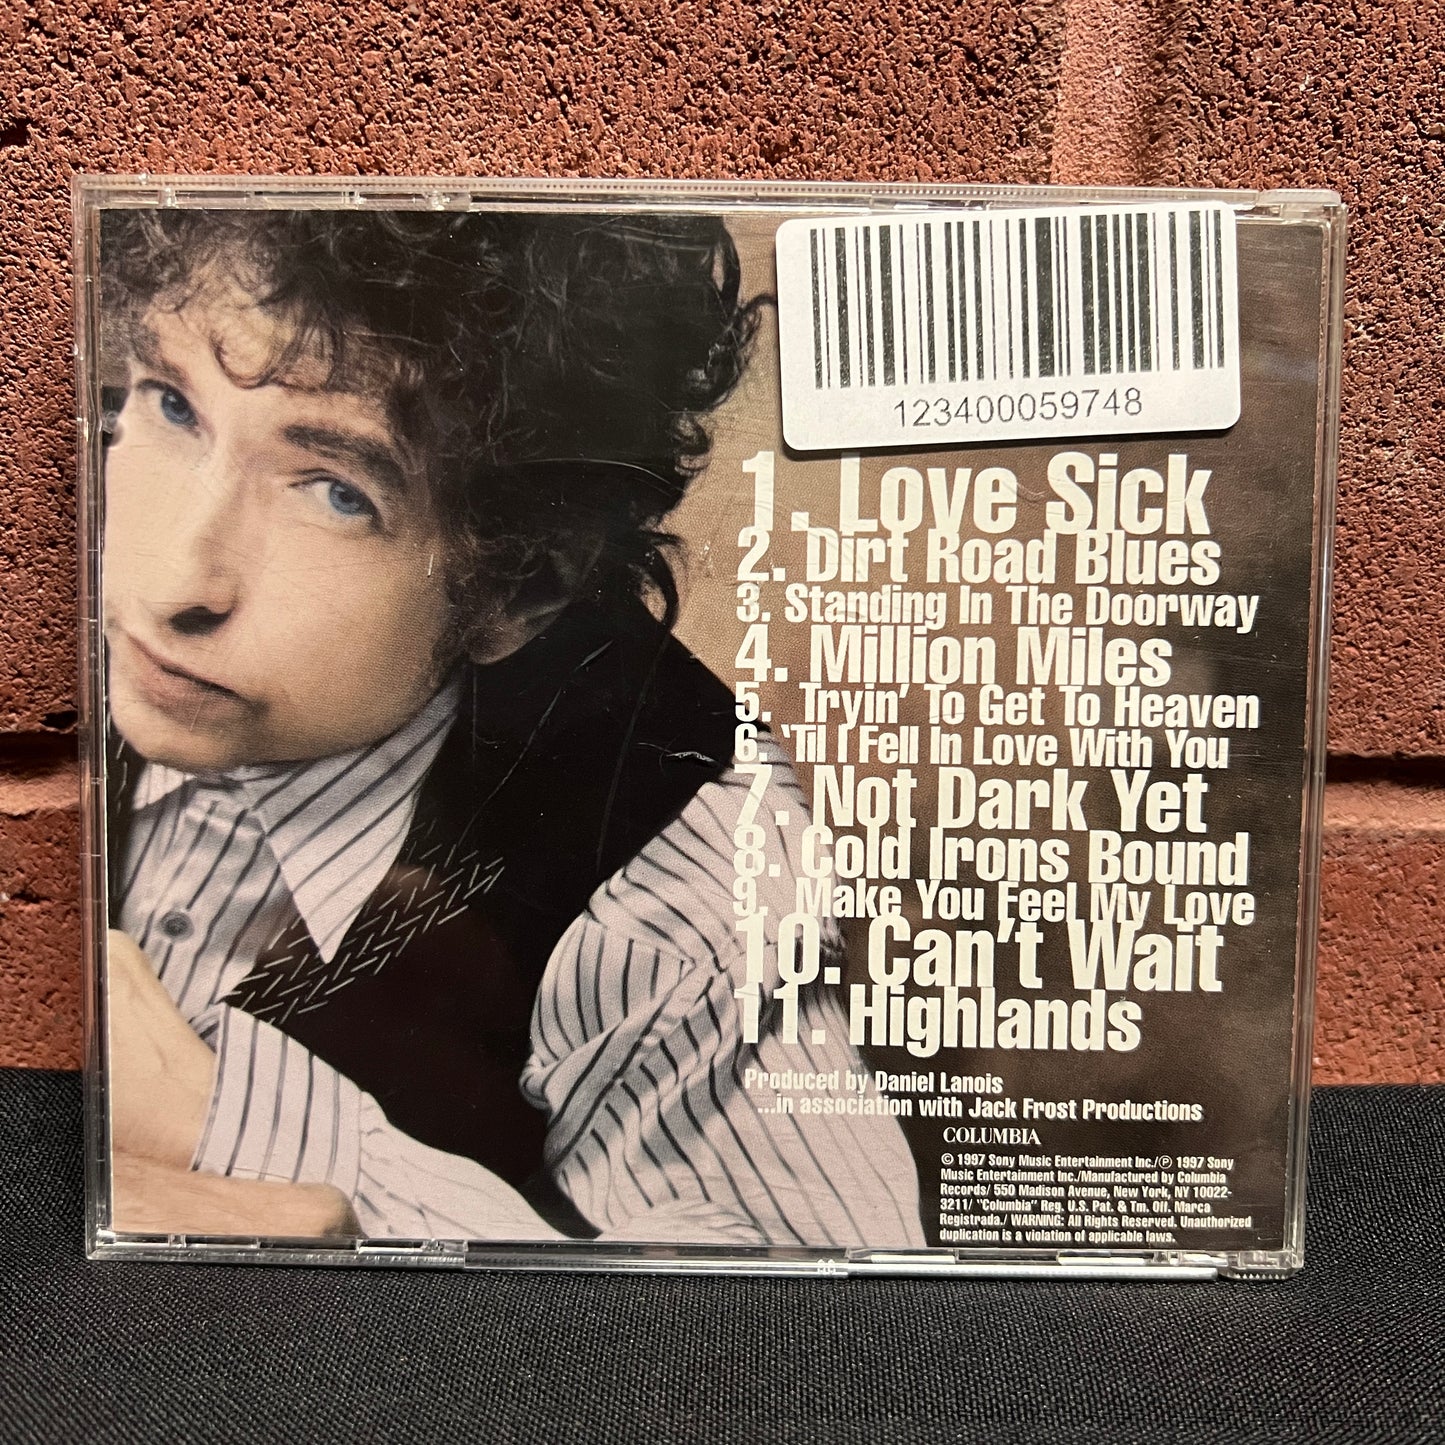 123400059748
1. Love Sick
2. Dirt Road Blues
3. Standing In The Doorway
4. Million Miles
5. Tryin' To Get To Heaven
6. 'Til I Fell In Love With You
7. Not Dark Yet
8. Cold Irons Bound
9. Make You Feel My Love
10. Can't Wait
11. Highlands
Produced by Daniel Lanois
...in association with Jack Frost Productions
COLUMBIA
© 1997 Sony Music Entertainment Inc./℗ 1997 Sony
Music Entertainment Inc./Manufactured by Columbia
Records/ 550 Madison Avenue, New York, NY 10022-
3211/ "Columbia" Reg. U.S. Pat. & Tm. Off. Marca
Registrada./ WARNING: All Rights Reserved. Unauthorized
duplication is a violation of applicable laws.